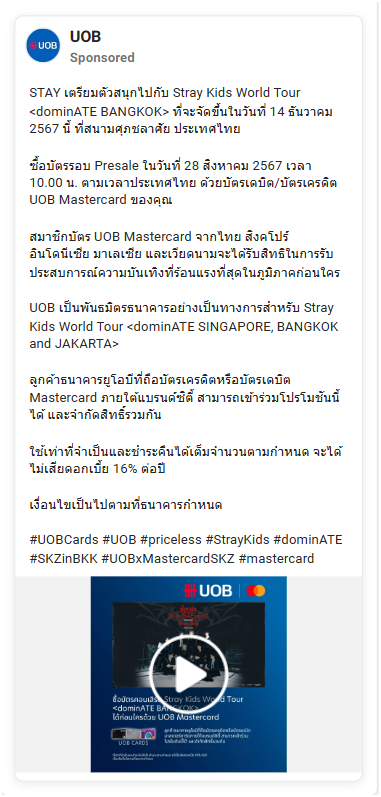 UOB
UOB
Sponsored
STAY เตรียมตัวสนุกไปกับ Stray Kids World Tour
<dominATE BANGKOK> ที่จะจัดขึ้นในวันที่ 14 ธันวาคม
2567 นี้ ที่สนามศุภชลาศัย ประเทศไทย
ซื้อบัตรรอบ Presale ในวันที่ 28 สิงหาคม 2567 เวลา
10.00 น. ตามเวลาประเทศไทย ด้วยบัตรเดบิต/บัตรเครดิต
UOB Mastercard ของคุณ
สมาชิกบัตร UOB Mastercard จากไทย สิงคโปร์
อินโดนีเซีย มาเลเซีย และเวียดนามจะได้รับสิทธิในการรับ
ประสบการณ์ความบันเทิงที่ร้อนแรงที่สุดในภูมิภาคก่อนใคร
UOB เป็นพันธมิตรธนาคารอย่างเป็นทางการสำหรับ Stray
Kids World Tour <dominATE SINGAPORE, BANGKOK
and JAKARTA>
ลูกค้าธนาคารยูโอบีที่ถือบัตรเครดิตหรือบัตรเดบิต
Mastercard ภายใต้แบรนด์ซิตี้ สามารถเข้าร่วมโปรโมชันนี้
ได้ และจำกัดสิทธิ์รวมกัน
ใช้เท่าที่จำเป็นและชำระคืนได้เต็มจำนวนตามกำหนด จะได้
ไม่เสียดอกเบี้ย 16% ต่อปี
เงื่อนไขเป็นไปตามที่ธนาคารกำหนด
#UOBCards #UOB #priceless #StrayKids #dominATE
#SKZinBKK #UOBxMastercardSKZ #mastercard
UOB
ซื้อบัตรคอนเสิร์ต Stray Kids World Tour
<dominATE BANGKOK>
ได้ก่อนใครด้วย UOB Mastercard
UOB CARDS